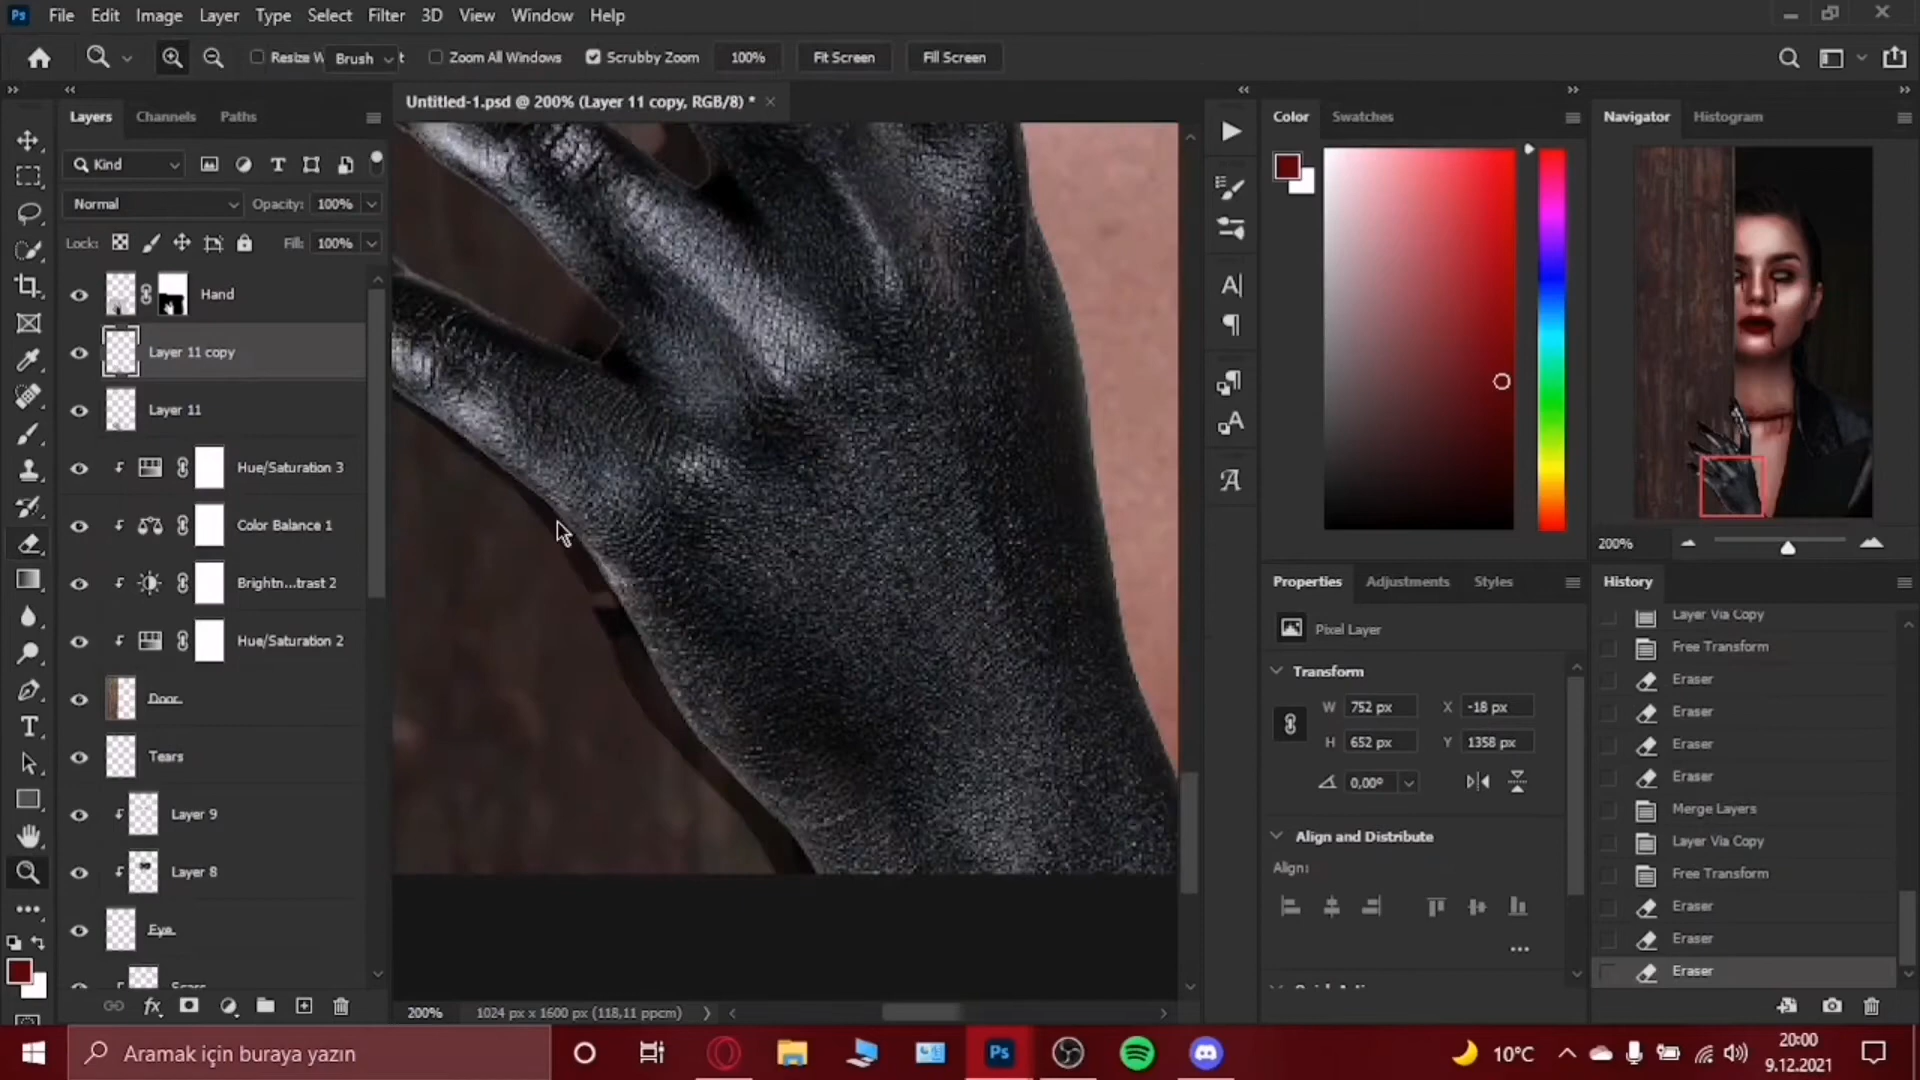 Ps File Edit Image Layer Type Select Filter 3D View Window Help
Resize W Brush t Zoom All Windows Scrubby Zoom 100% Fit Screen Fill Screen
Layers Channels Paths
Untitled-1.psd @ 200% (Layer 11 copy, RGB/8) *
Color Swatches
Navigator Histogram
Kind
Normal Opacity: 100%
Lock: Fill: 100%
Hand
Layer 11 copy
Layer 11
Hue/Saturation 3
Color Balance 1
Brightn...trast 2
Hue/Saturation 2
Door
Tears
Layer 9
Layer 8
Eye
200%
Properties Adjustments Styles
Pixel Layer
Transform
W 752 px X -18 px
H 652 px Y 1358 px
0,00°
Align and Distribute
Align:
History
Layer Via Copy
Free Transform
Eraser
Eraser
Eraser
Eraser
Merge Layers
Layer Via Copy
Free Transform
Eraser
Eraser
Eraser
200% 1024 px x 1600 px (118,11 ppcm)
Aramak için buraya yazın
Ps
10°C
20:00
9.12.2021